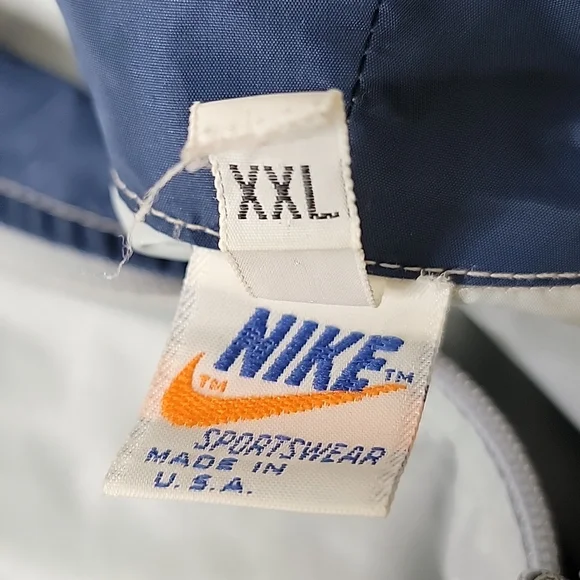 XXL
NIKE™
™
SPORTSWEAR
MADE IN
U.S.A.